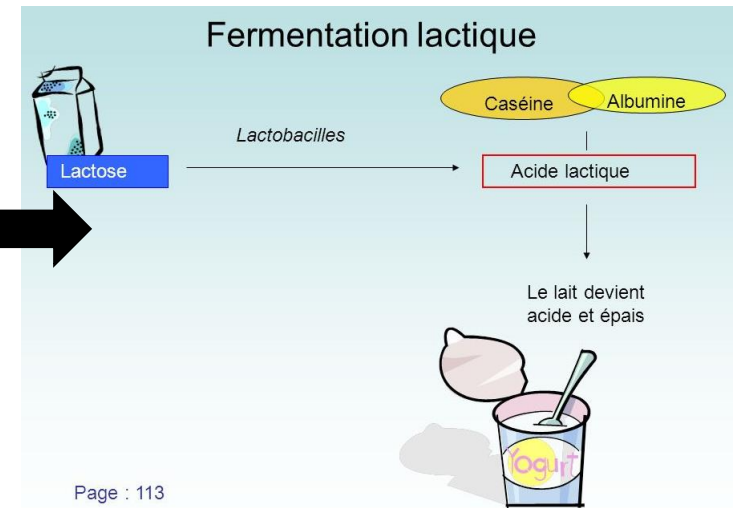 Fermentation lactique
Caséine
Albumine
Lactobacilles
Lactose
Acide lactique
Le lait devient
acide et épais
Yogurt
Page : 113